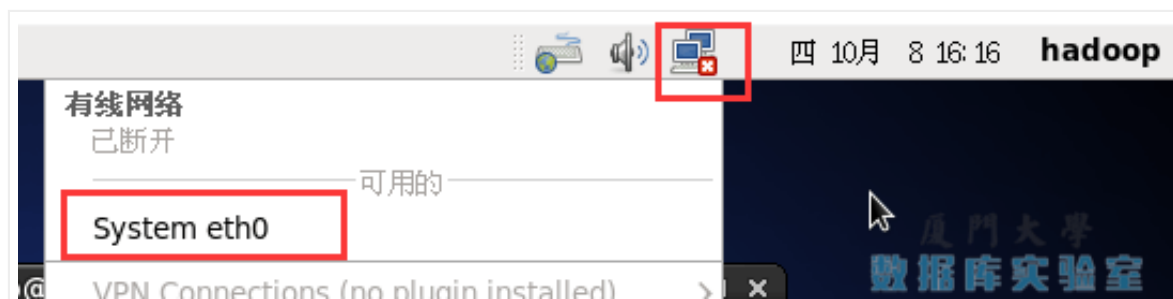 四 10月 8 16:16 hadoop
有线网络
已断开
可用的
System eth0
@
VPN Connections (no plugin installed)
厦門大學
数据库实验室